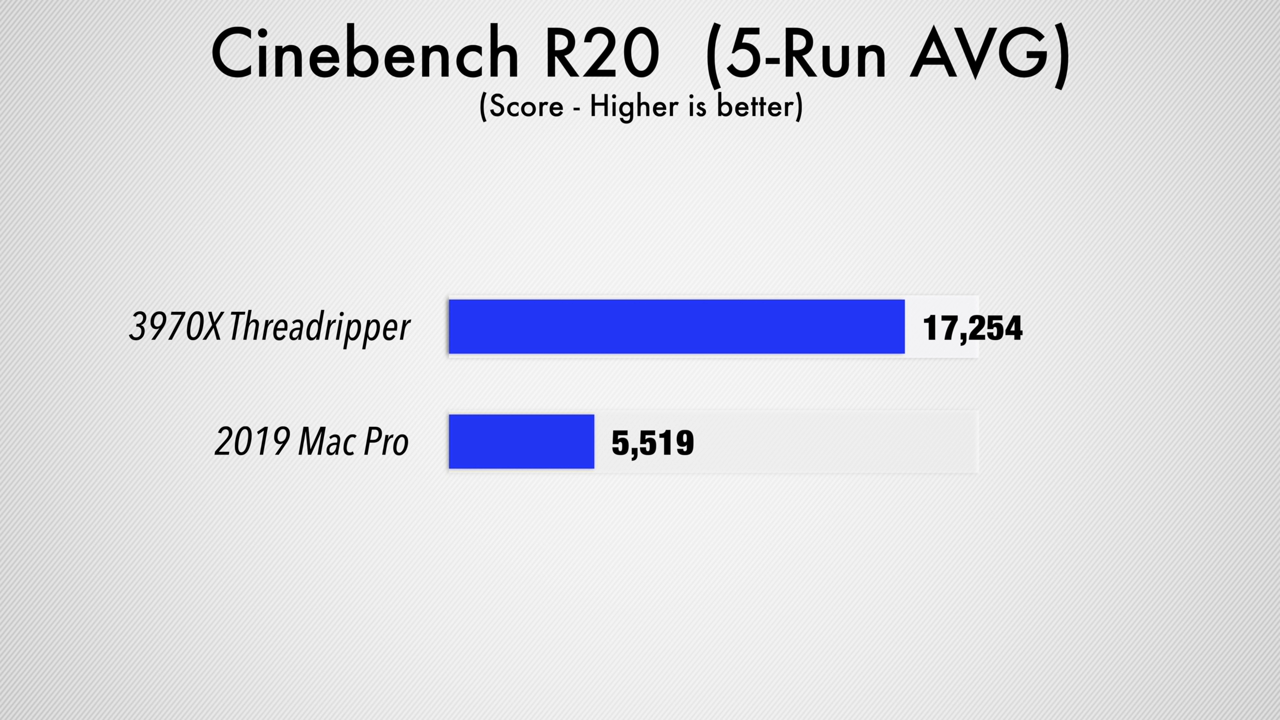 Cinebench R20 (5-Run AVG)
(Score - Higher is better)
3970X Threadripper 17,254
2019 Mac Pro 5,519